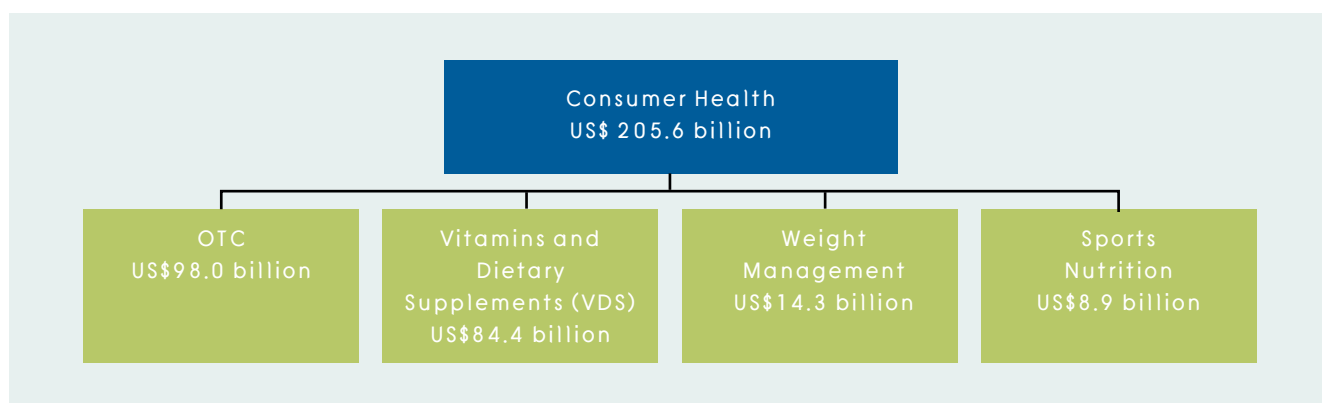 Consumer Health
US$ 205.6 billion
OTC
US$98.0 billion
Vitamins and
Dietary
Supplements (VDS)
US$84.4 billion
Weight
Management
US$14.3 billion
Sports
Nutrition
US$8.9 billion